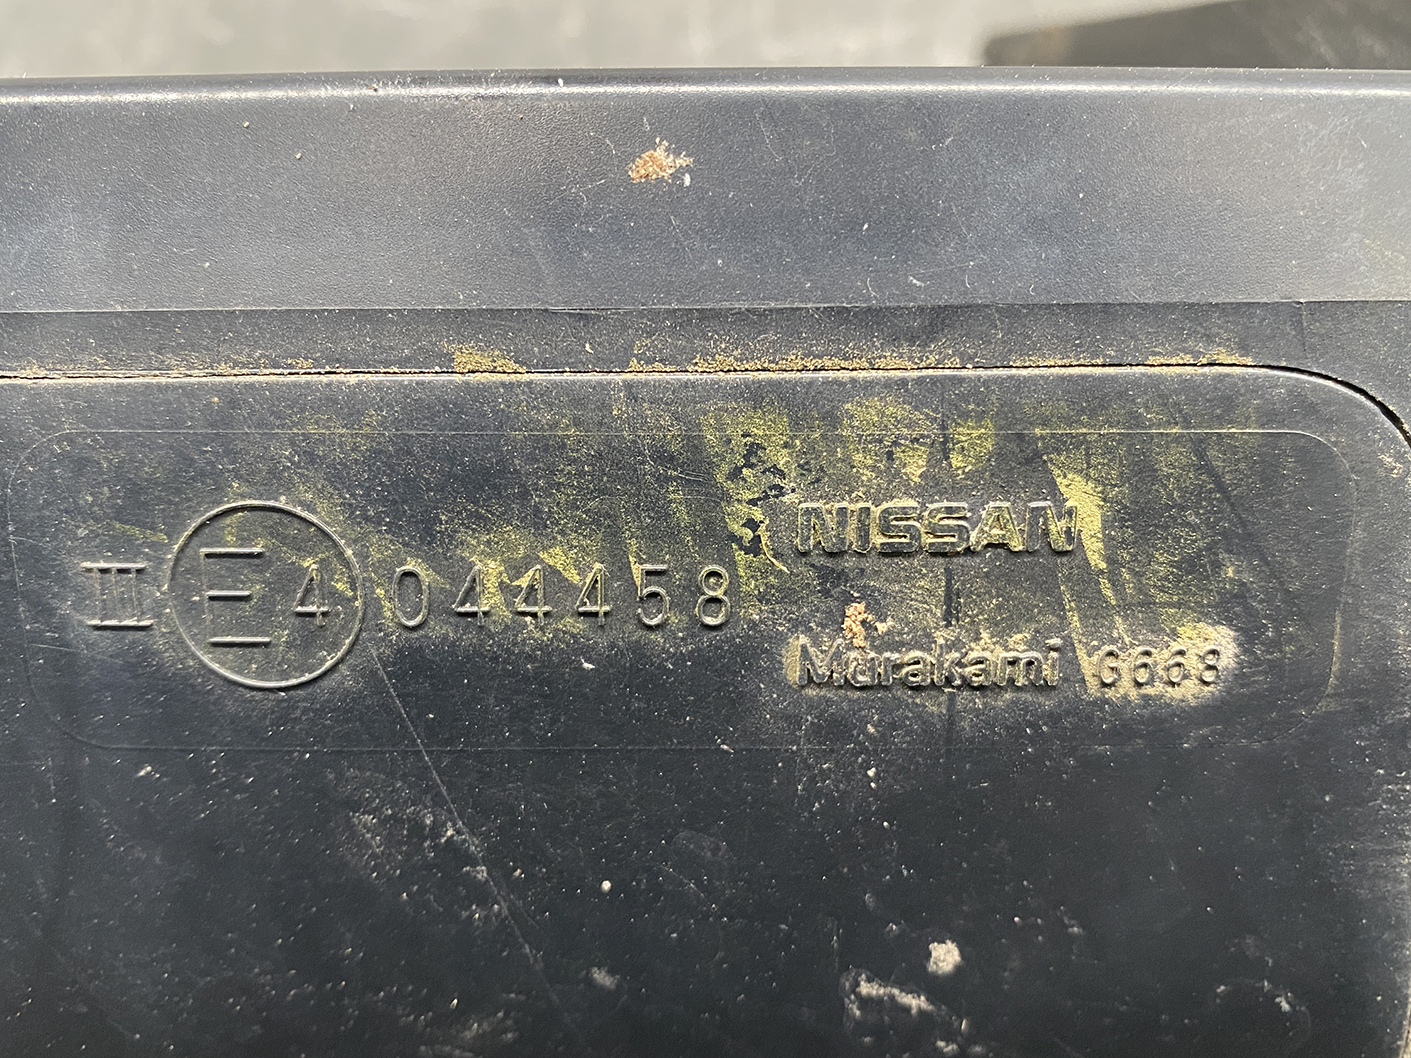 III E4 044458
NISSAN
Murakami G668